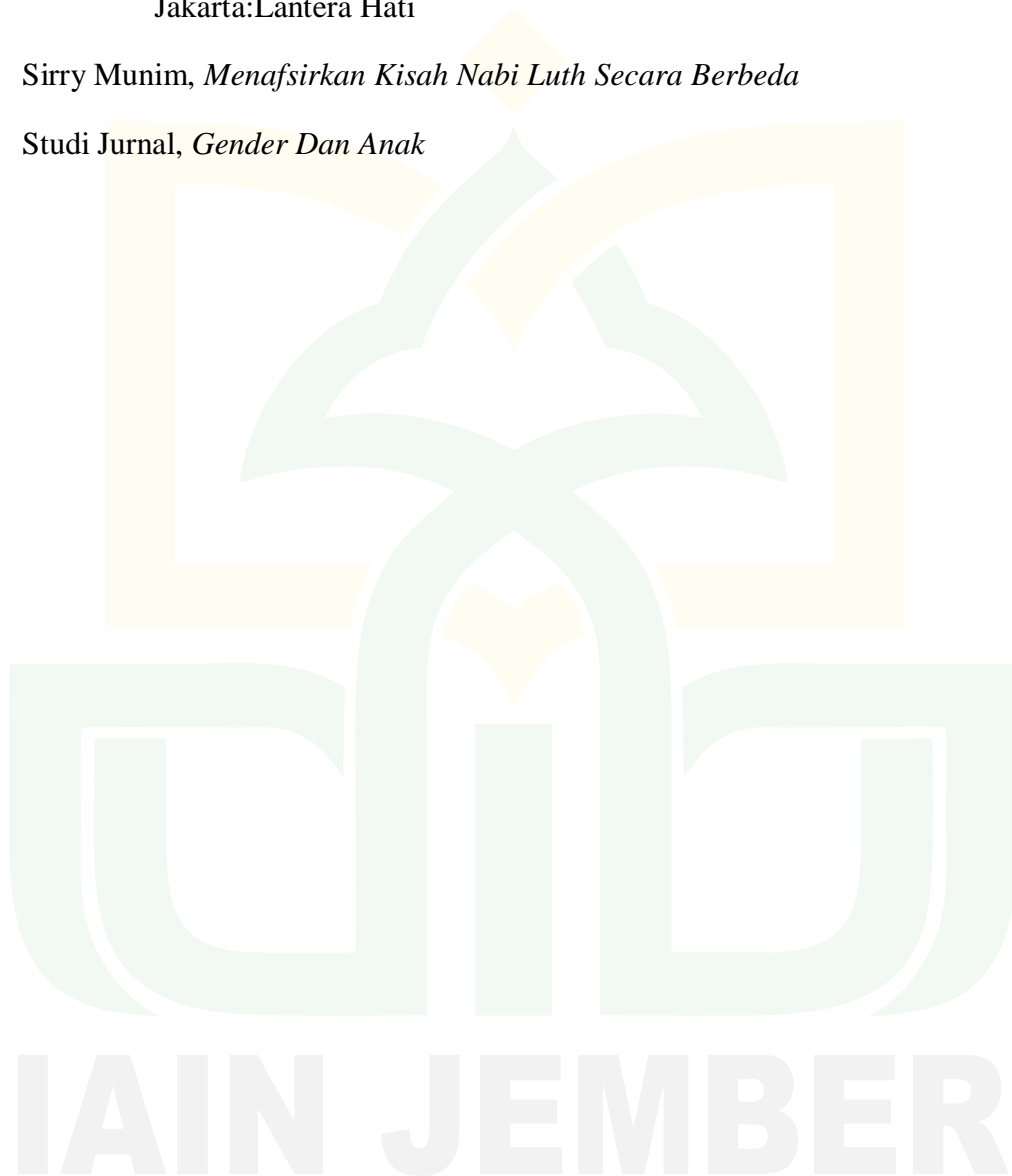 Jakarta:Lantera Hati
Sirry Munim, Menafsirkan Kisah Nabi Luth Secara Berbeda
Studi Jurnal, Gender Dan Anak
IAIN JEMBER